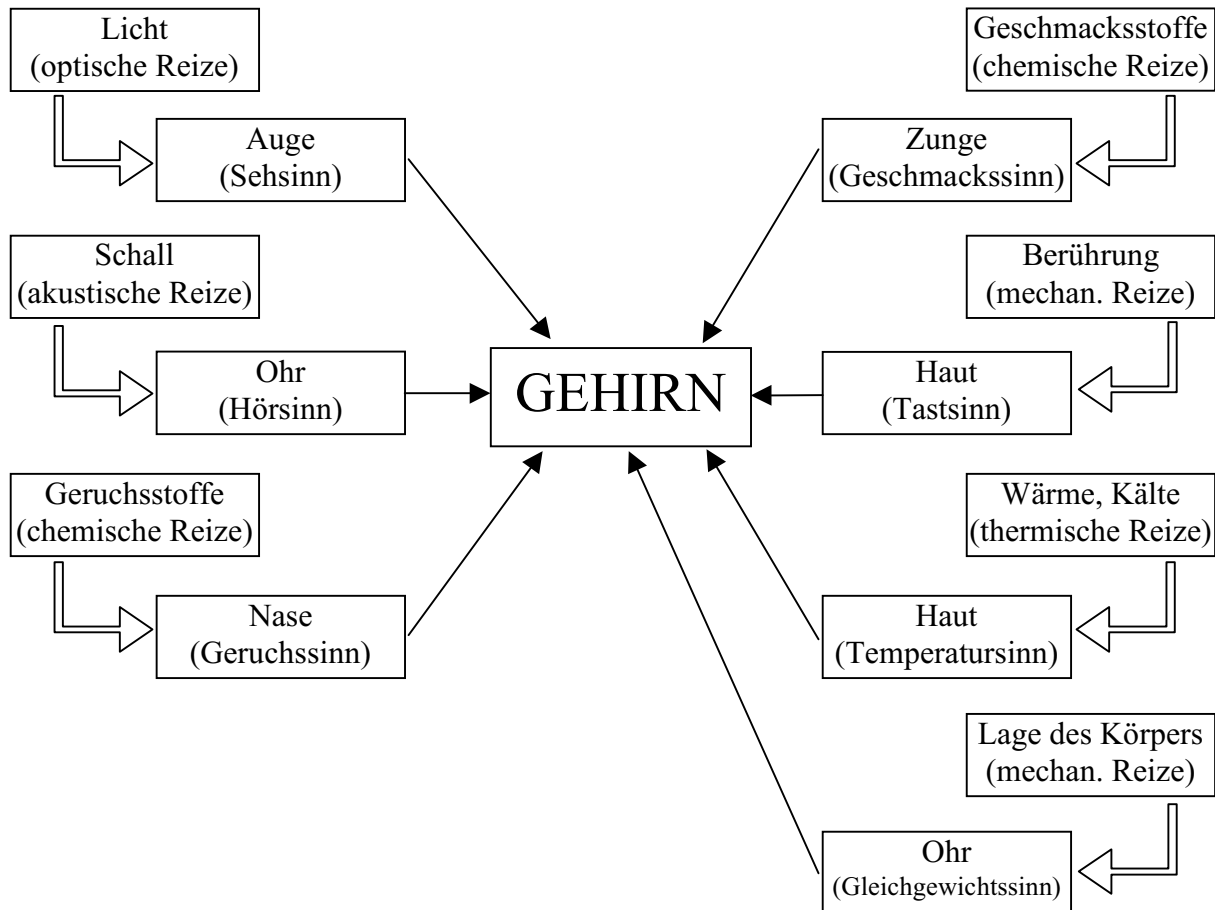 Licht
(optische Reize)
Auge
(Sehsinn)
Schall
(akustische Reize)
Ohr
(Hörsinn)
Geruchsstoffe
(chemische Reize)
Nase
(Geruchssinn)
GEHIRN
Geschmacksstoffe
(chemische Reize)
Zunge
(Geschmackssinn)
Berührung
(mechan. Reize)
Haut
(Tastsinn)
Wärme, Kälte
(thermische Reize)
Haut
(Temperatursinn)
Lage des Körpers
(mechan. Reize)
Ohr
(Gleichgewichtssinn)